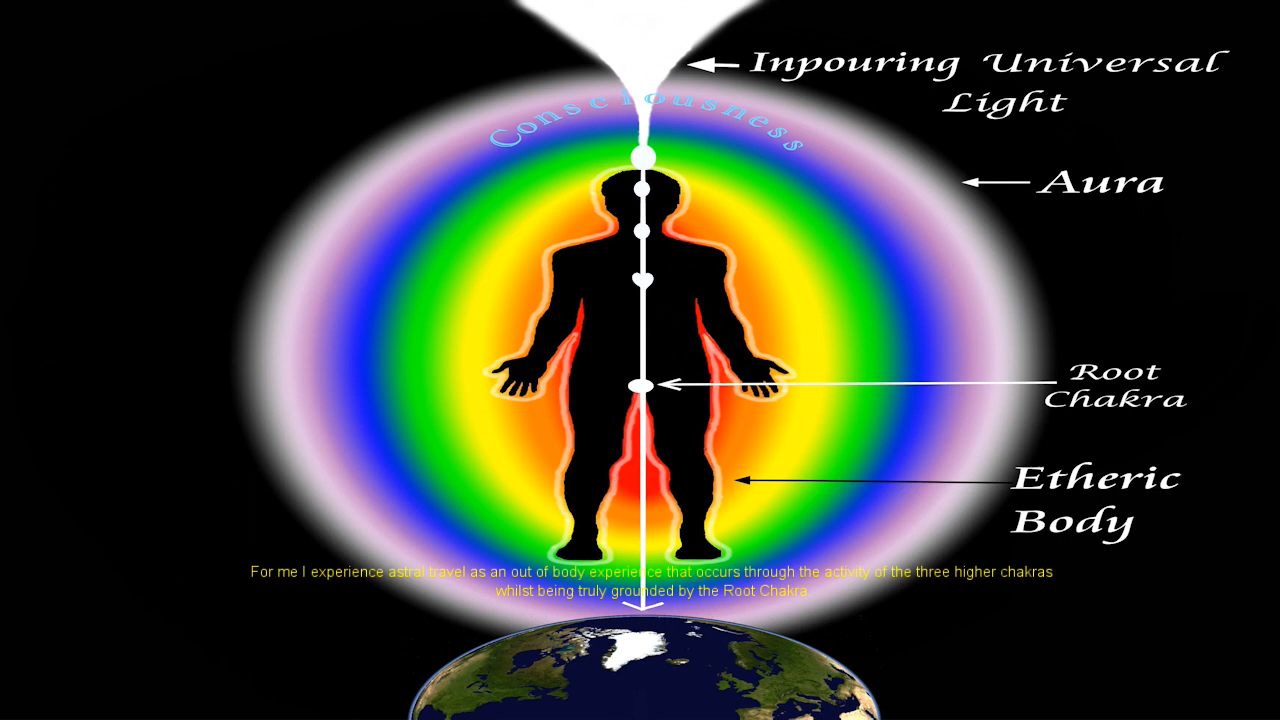 Inpouring Universal
Light
Consciousness
Aura
Root
Chakra
Etheric
Body
For me I experience astral travel as an out of body experience that occurs through the activity of the three higher chakras
whilst being truly grounded by the Root Chakra.